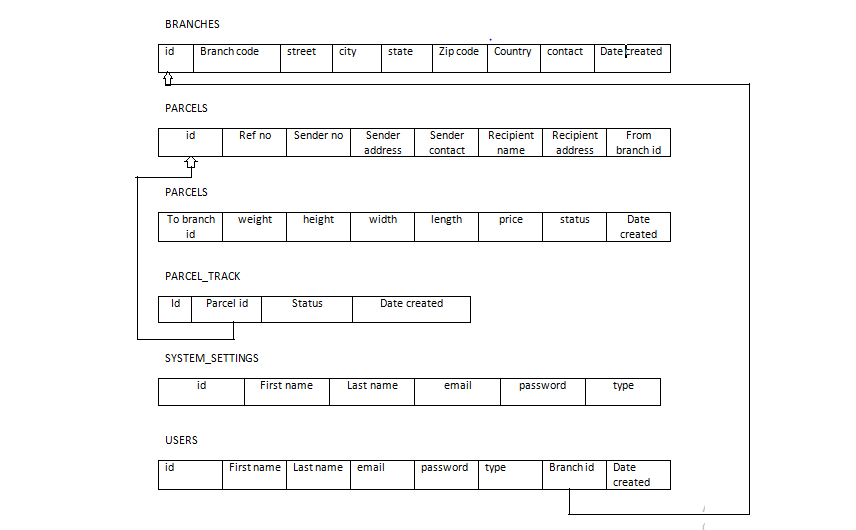 BRANCHES
id Branch code street city state Zip code Country contact Date created
PARCELS
id Ref no Sender no Sender address Sender contact Recipient name Recipient address From branch id
PARCELS
To branch id weight height width length price status Date created
PARCEL_TRACK
Id Parcel id Status Date created
SYSTEM_SETTINGS
id First name Last name email password type
USERS
id First name Last name email password type Branch id Date created